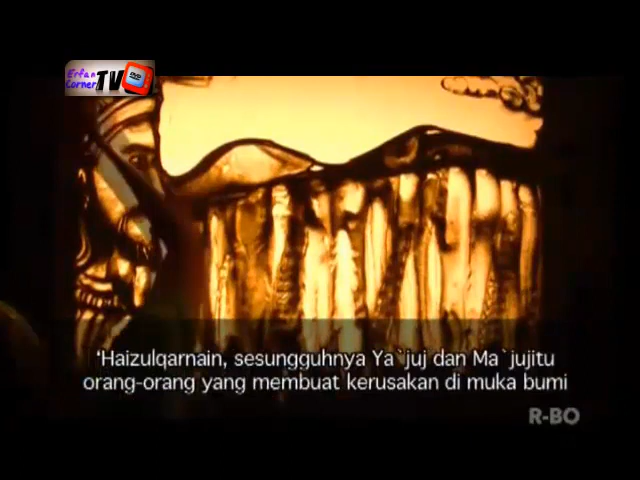 Erfan
Corner
TV
DVD
‘Haizulqarnain, sesungguhnya Ya`juj dan Ma`jujitu
orang-orang yang membuat kerusakan di muka bumi
R-BO